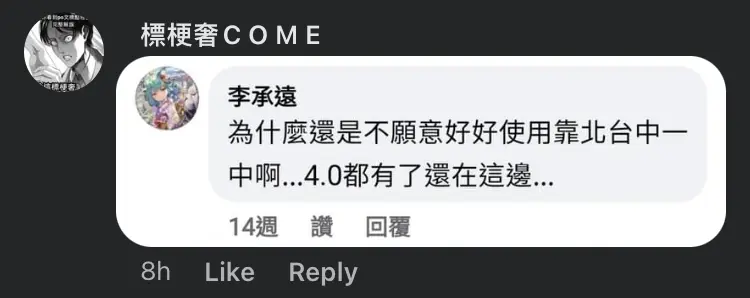 標梗奢ＣＯＭＥ
李承遠
為什麼還是不願意好好使用靠北台中一
中啊...4.0都有了還在這邊...
14週 讚 回覆
8h Like Reply